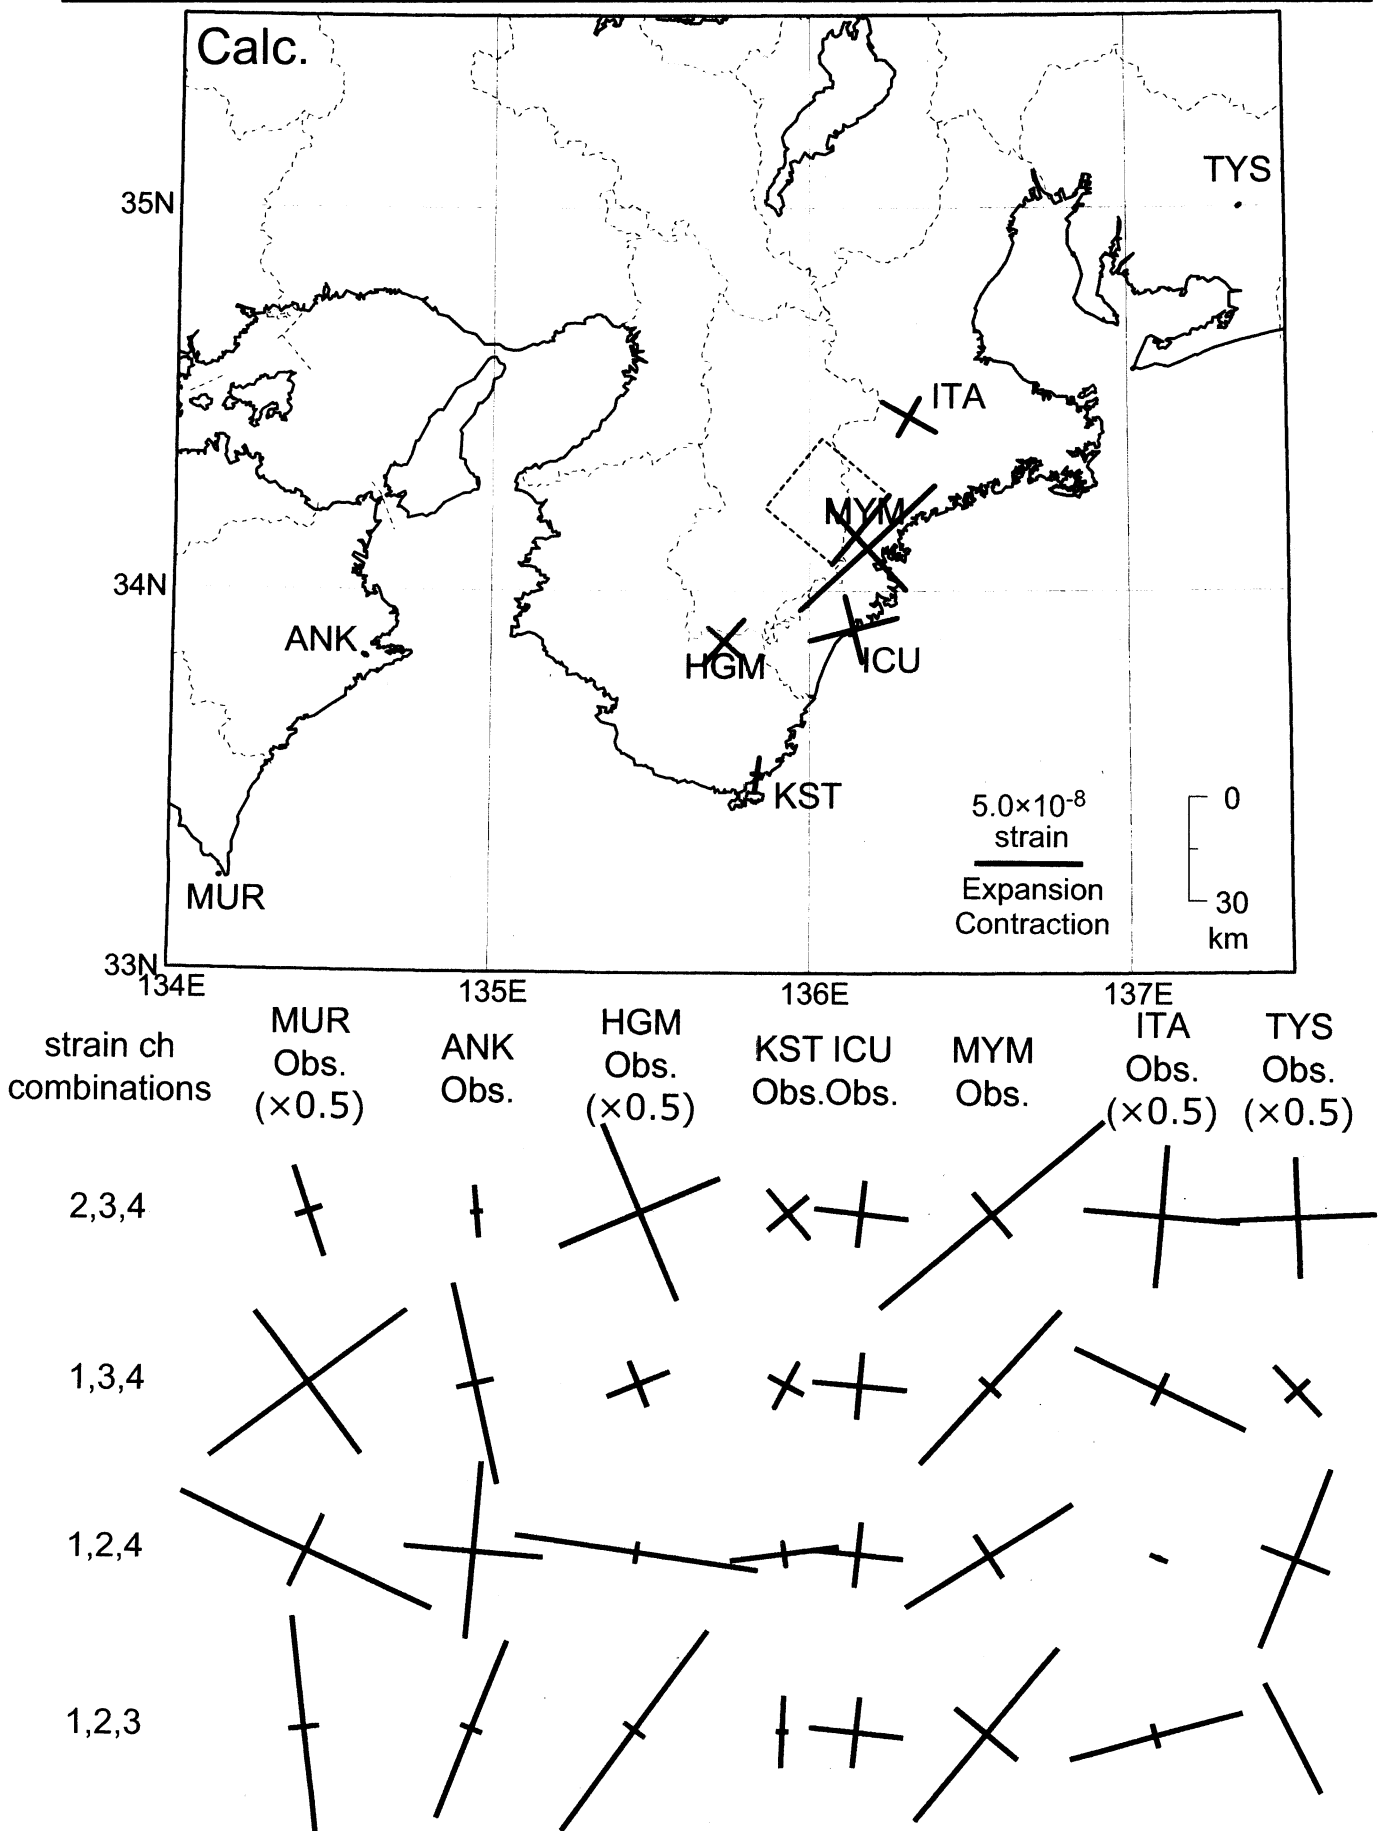 Calc.
TYS
35N
ITA
MYM
34N
ANK
HGM
ICU
KST
5.0×10-8
strain
Expansion
Contraction
0
30
km
MUR
33N
134E
135E
136E
137E
strain ch
combinations
MUR
Obs.
(×0.5)
ANK
Obs.
HGM
Obs.
(×0.5)
KST ICU
Obs.Obs.
MYM
Obs.
ITA
Obs.
(×0.5)
TYS
Obs.
(×0.5)
2,3,4
1,3,4
1,2,4
1,2,3